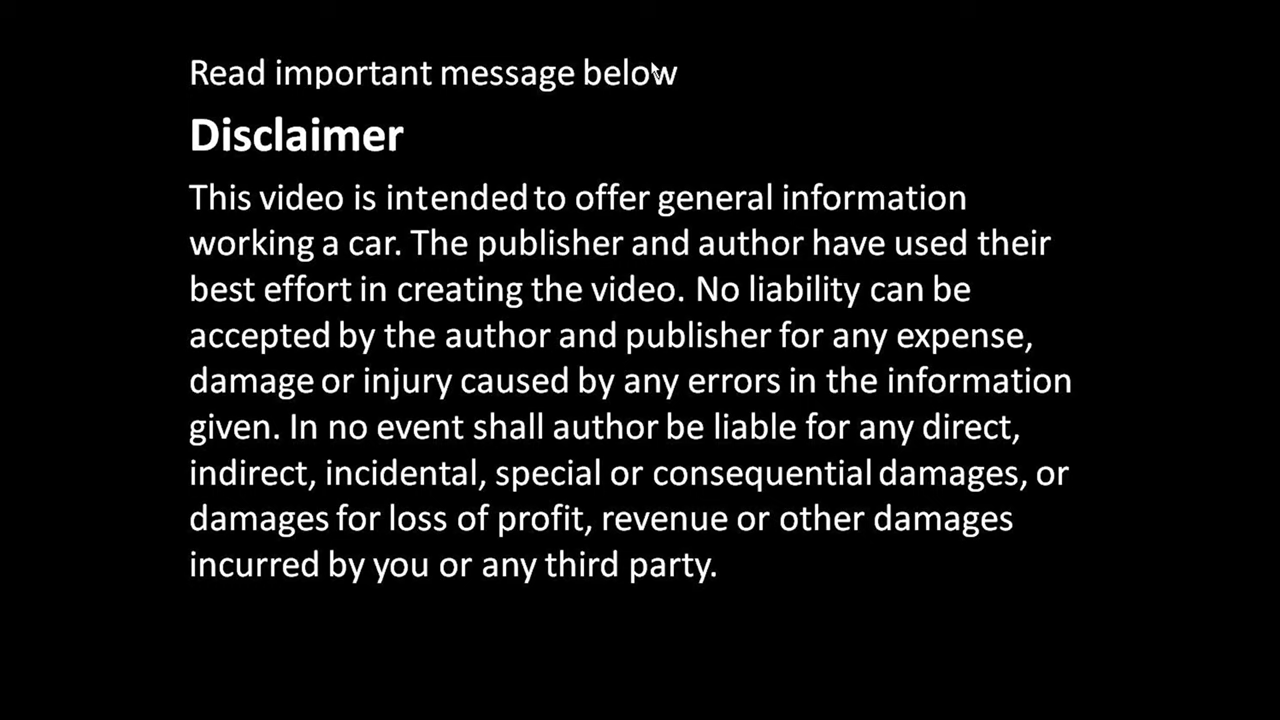 Read important message below
Disclaimer
This video is intended to offer general information
working a car. The publisher and author have used their
best effort in creating the video. No liability can be
accepted by the author and publisher for any expense,
damage or injury caused by any errors in the information
given. In no event shall author be liable for any direct,
indirect, incidental, special or consequential damages, or
damages for loss of profit, revenue or other damages
incurred by you or any third party.